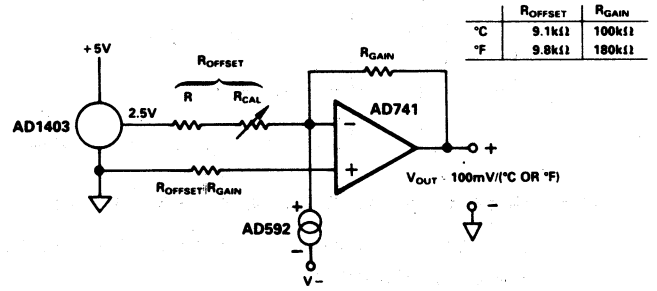 ROFFSET RGAIN
°C 9.1kΩ 100kΩ
°F 9.8kΩ 180kΩ
+5V
ROFFSET
RGAIN
R RCAL
AD741
2.5V
AD1403
−
+
+
ROFFSET RGAIN
VOUT 100mV/(°C OR °F)
+
−
AD592
−
V−